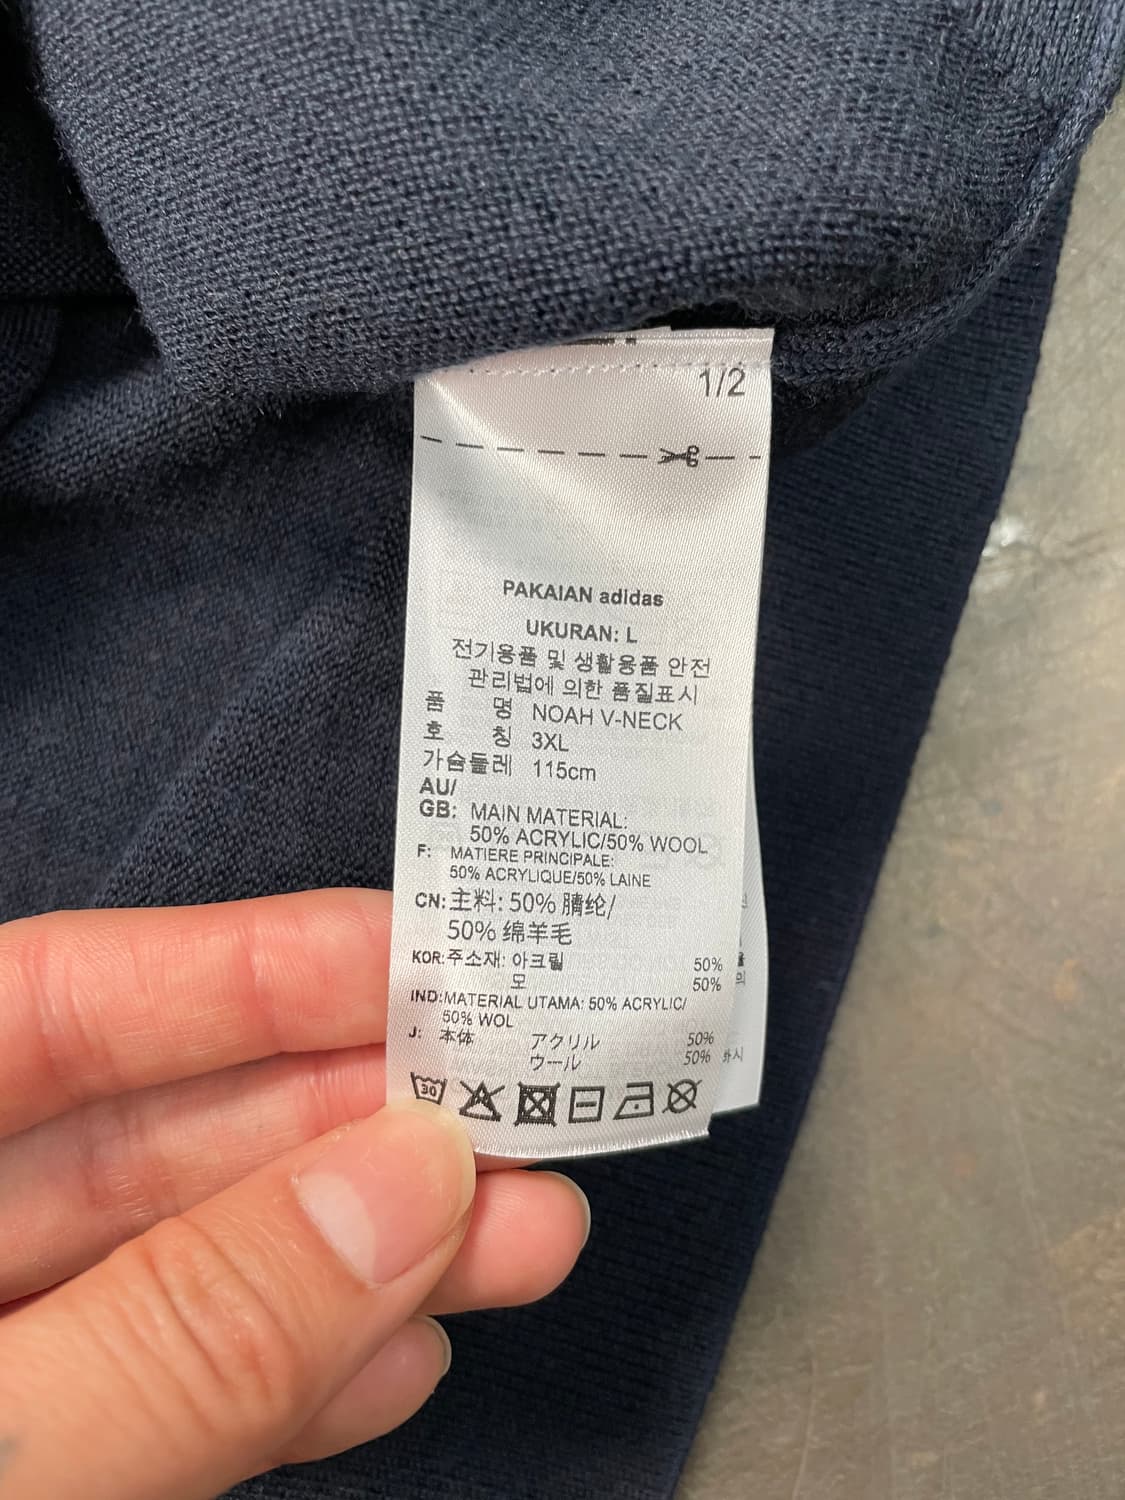 1/2
PAKAIAN adidas
UKURAN: L
전기용품 및 생활용품 안전
관리법에 의한 품질표시
품 명 NOAH V-NECK
호 칭 3XL
가슴둘레 115cm
AU/
GB: MAIN MATERIAL:
50% ACRYLIC/50% WOOL
F: MATIERE PRINCIPALE:
50% ACRYLIQUE/50% LAINE
CN: 主料: 50% 腈纶/
50% 绵羊毛
KOR: 주소재: 아크릴 50%
모 50%
IND: MATERIAL UTAMA: 50% ACRYLIC/
50% WOL
J: 本体 アクリル 50%
ウール 50%
30